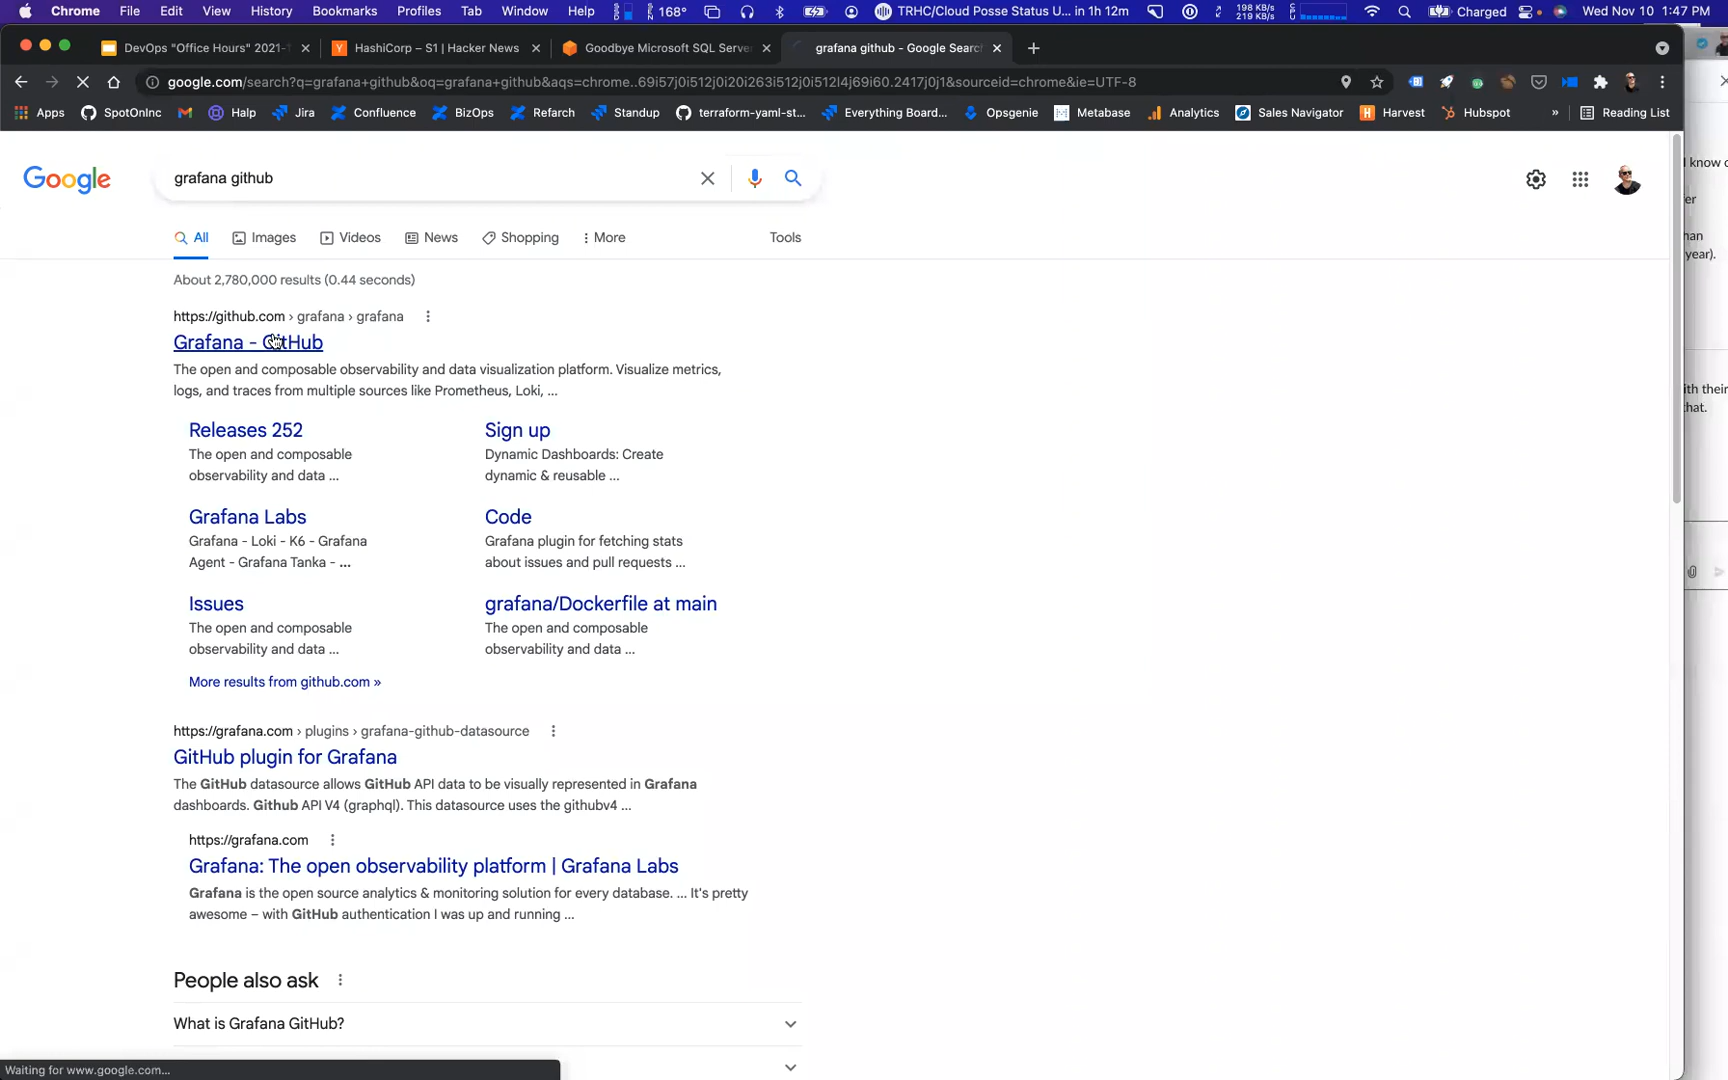 Chrome File Edit View History Bookmarks Profiles Tab Window Help 168° 198 KB/s 219 KB/s TRHC/Cloud Posse Status U... in 1h 12m Charged Wed Nov 10 1:47 PM
DevOps "Office Hours" 2021-1
HashiCorp – S1 | Hacker News
Goodbye Microsoft SQL Server
grafana github - Google Search
google.com/search?q=grafana+github&oq=grafana+github&aqs=chrome..69i57j0i512j0i20i263i512j0i512l4j69i60.2417j0j1&sourceid=chrome&ie=UTF-8
Apps SpotOnInc Halp Jira Confluence BizOps Refarch Standup terraform-yaml-st... Everything Board... Opsgenie Metabase Analytics Sales Navigator Harvest Hubspot » Reading List
Google
grafana github
All Images Videos News Shopping More Tools
About 2,780,000 results (0.44 seconds)
https://github.com › grafana › grafana
Grafana - GitHub
The open and composable observability and data visualization platform. Visualize metrics,
logs, and traces from multiple sources like Prometheus, Loki, ...
Releases 252
The open and composable
observability and data ...
Sign up
Dynamic Dashboards: Create
dynamic & reusable ...
Grafana Labs
Grafana - Loki - K6 - Grafana
Agent - Grafana Tanka - ...
Code
Grafana plugin for fetching stats
about issues and pull requests ...
Issues
The open and composable
observability and data ...
grafana/Dockerfile at main
The open and composable
observability and data ...
More results from github.com »
https://grafana.com › plugins › grafana-github-datasource
GitHub plugin for Grafana
The GitHub datasource allows GitHub API data to be visually represented in Grafana
dashboards. Github API V4 (graphql). This datasource uses the githubv4 ...
https://grafana.com
Grafana: The open observability platform | Grafana Labs
Grafana is the open source analytics & monitoring solution for every database. ... It's pretty
awesome – with GitHub authentication I was up and running ...
People also ask
What is Grafana GitHub?
Waiting for www.google.com...
know
fer
han
year).
ith their
that.